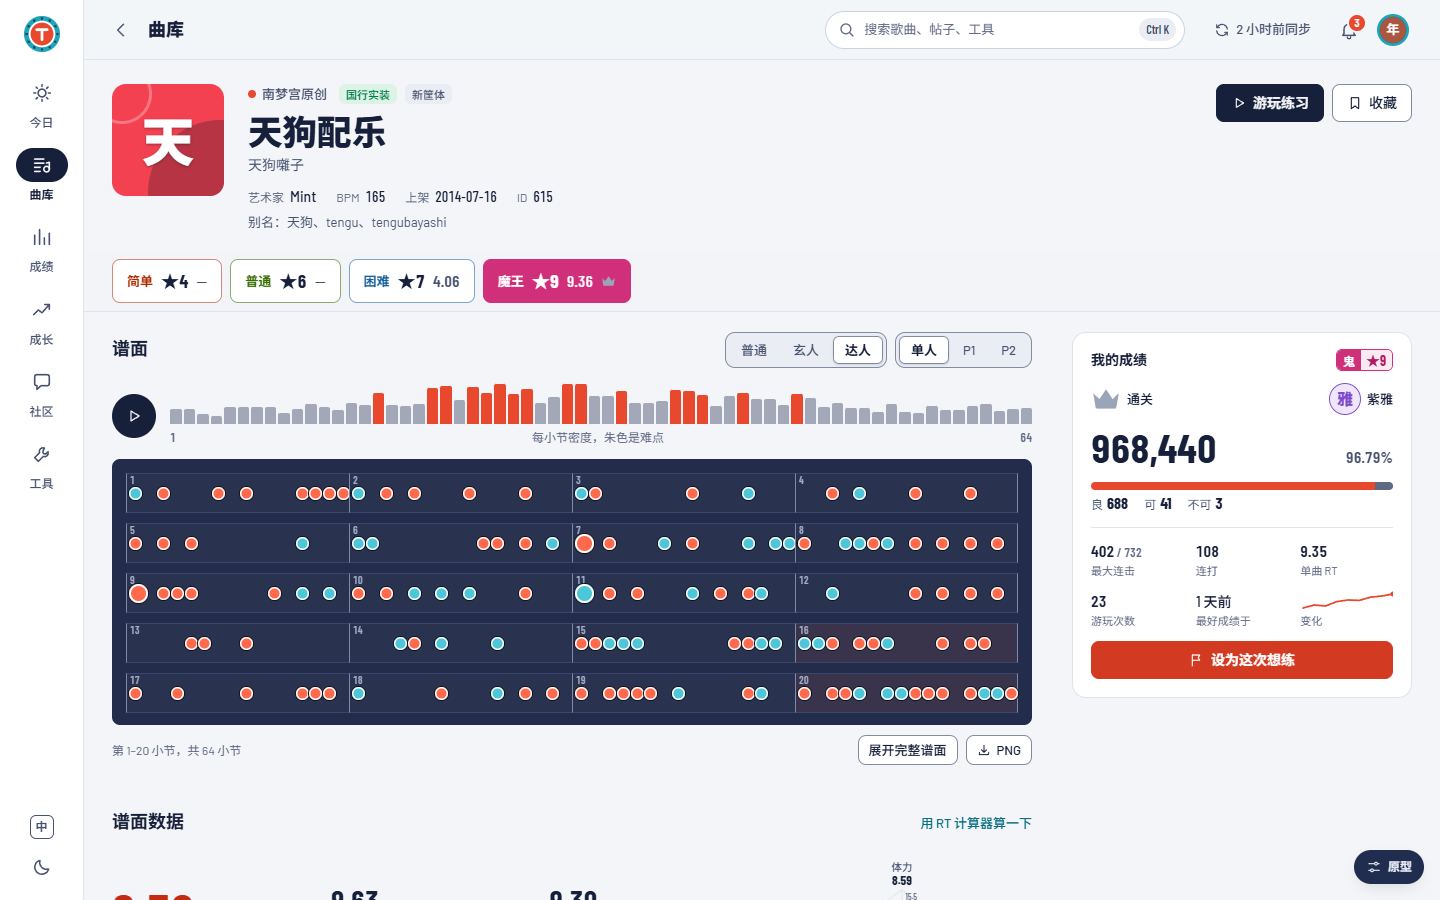 T
曲库
搜索歌曲、帖子、工具
Ctrl K
2 小时前同步
3
年
今日
曲库
成绩
成长
社区
工具
中
天
南梦宫原创 国行实装 新筐体
天狗配乐
天狗囃子
艺术家 Mint BPM 165 上架 2014-07-16 ID 615
别名：天狗、tengu、tengubayashi
游玩练习
收藏
简单 ★4 —
普通 ★6 —
困难 ★7 4.06
魔王 ★9 9.36
谱面
普通 玄人 达人
单人 P1 P2
1 每小节密度，朱色是难点 64
1 2 3 4
5 6 7 8
9 10 11 12
13 14 15 16
17 18 19 20
第 1–20 小节，共 64 小节
展开完整谱面
PNG
我的成绩 鬼 ★9
通关 雅 紫雅
968,440 96.79%
良 688 可 41 不可 3
402 / 732 108 9.35
最大连击 连打 单曲 RT
23 1 天前
游玩次数 最好成绩于 变化
设为这次想练
谱面数据
用 RT 计算器算一下
体力
8.59
9.63 9.30
原型